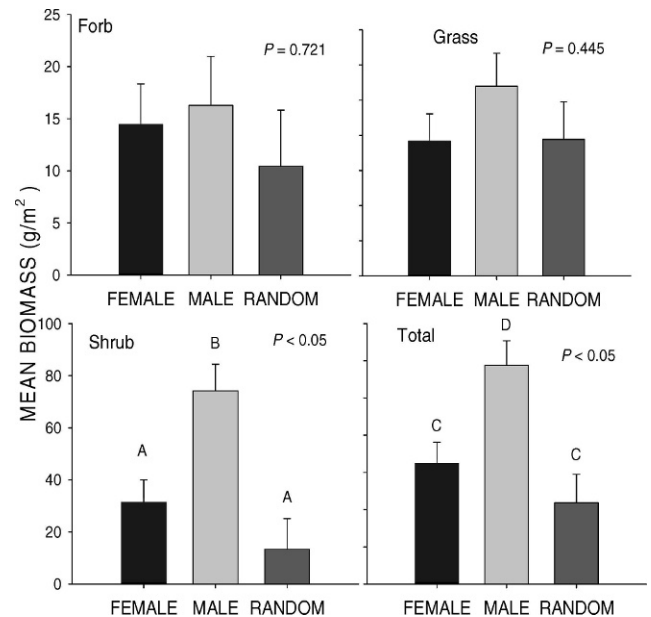 Forb
P = 0.721
25
20
15
10
5
0
FEMALE MALE RANDOM
Grass
P = 0.445
FEMALE MALE RANDOM
MEAN BIOMASS (g/m²)
Shrub
P < 0.05
100
80
60
40
20
0
A
B
A
FEMALE MALE RANDOM
Total
P < 0.05
C
D
C
FEMALE MALE RANDOM